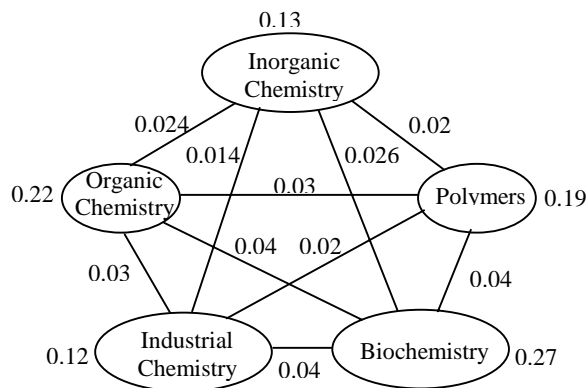 0.13
Inorganic
Chemistry
0.024
0.02
0.014
0.026
0.22
Organic
Chemistry
0.03
Polymers
0.19
0.04
0.02
0.03
0.04
0.12
Industrial
Chemistry
0.04
Biochemistry
0.27